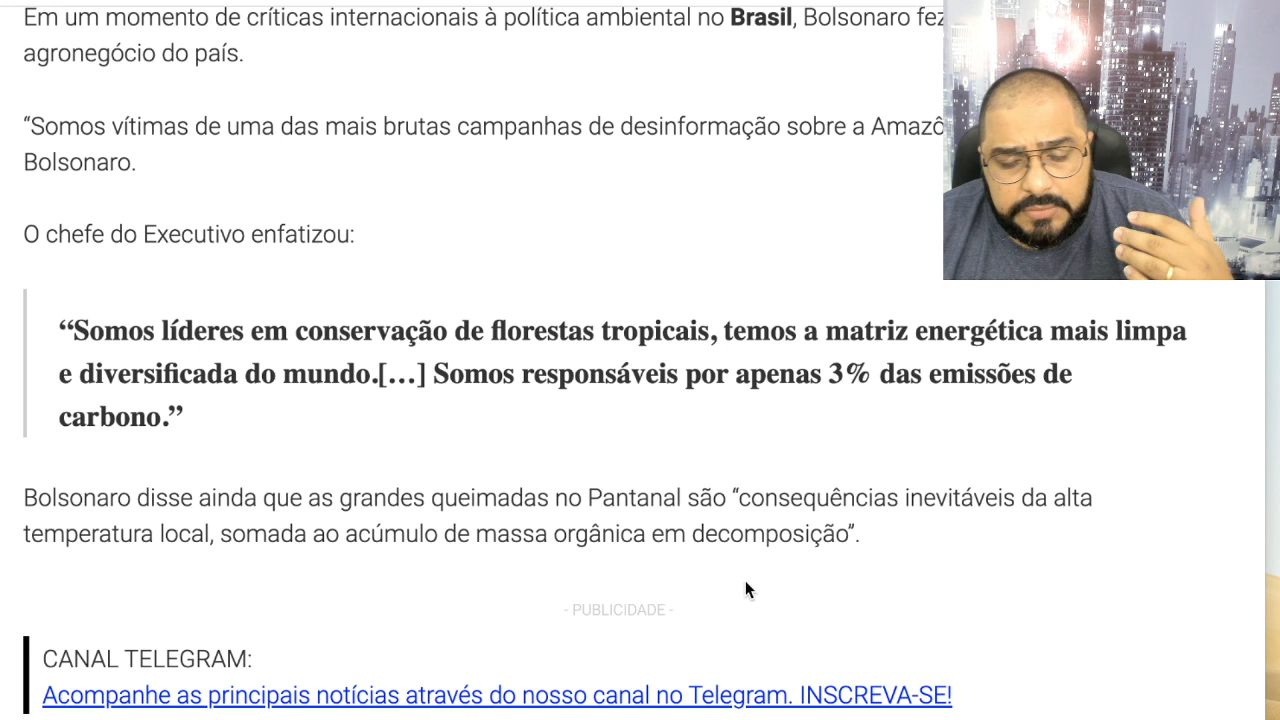 Em um momento de críticas internacionais à política ambiental no Brasil, Bolsonaro fez
agronegócio do país.
“Somos vítimas de uma das mais brutas campanhas de desinformação sobre a Amazô
Bolsonaro.
O chefe do Executivo enfatizou:
“Somos líderes em conservação de florestas tropicais, temos a matriz energética mais limpa
e diversificada do mundo.[…] Somos responsáveis por apenas 3% das emissões de
carbono.”
Bolsonaro disse ainda que as grandes queimadas no Pantanal são “consequências inevitáveis da alta
temperatura local, somada ao acúmulo de massa orgânica em decomposição”.
- PUBLICIDADE -
CANAL TELEGRAM:
Acompanhe as principais notícias através do nosso canal no Telegram. INSCREVA-SE!